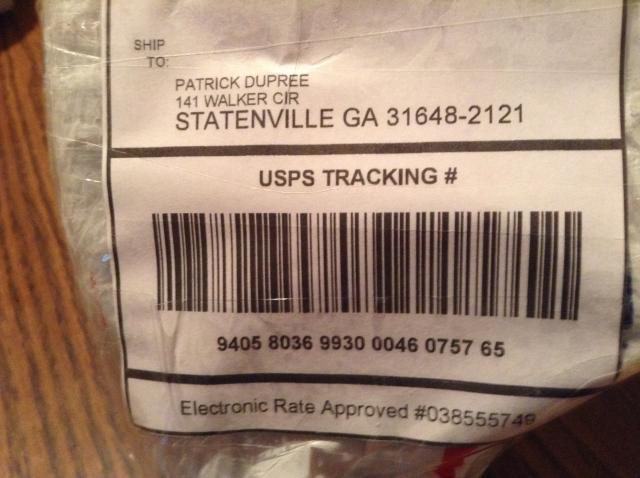 SHIP
TO:
PATRICK DUPREE
141 WALKER CIR
STATENVILLE GA 31648-2121
USPS TRACKING #
9405 8036 9930 0046 0757 65
Electronic Rate Approved #038555749